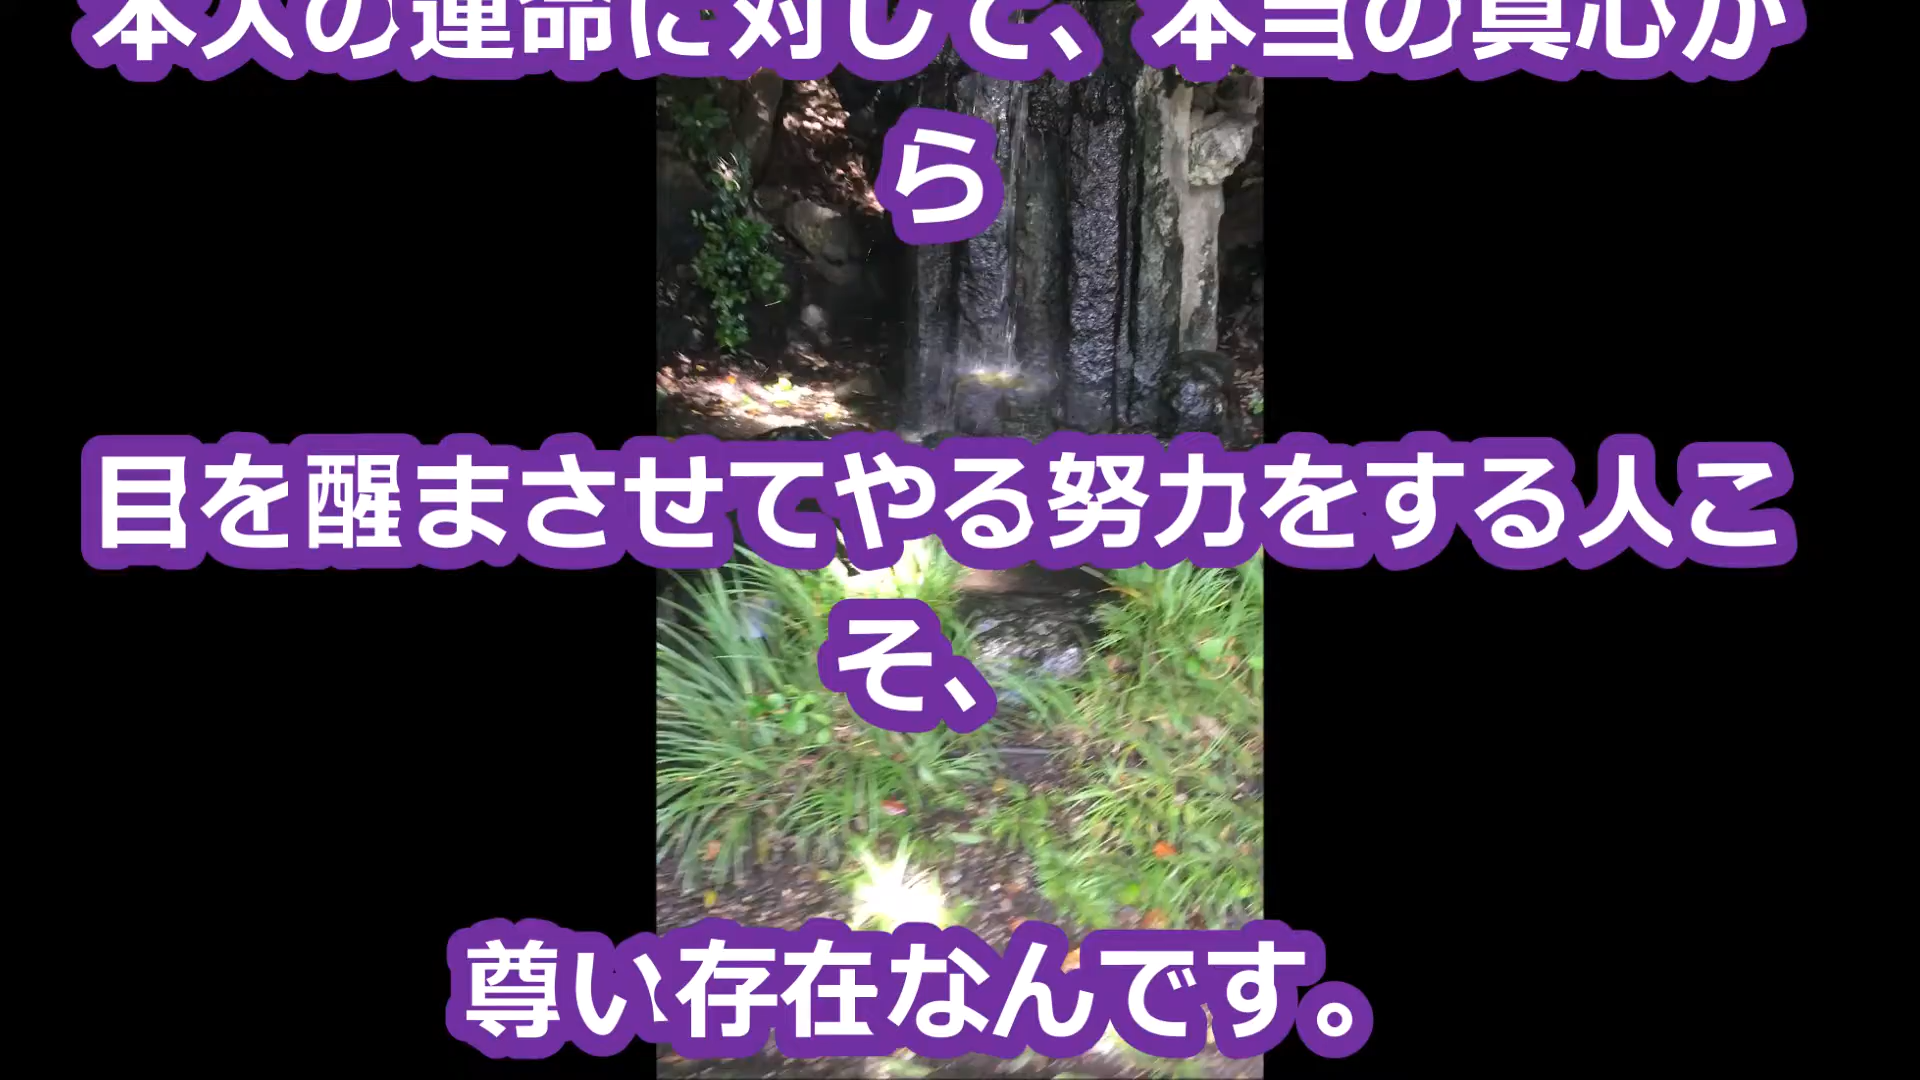 本人の運命に対して、本当の真心か
ら
目を醒まさせてやる努力をする人こ
そ、
尊い存在なんです。